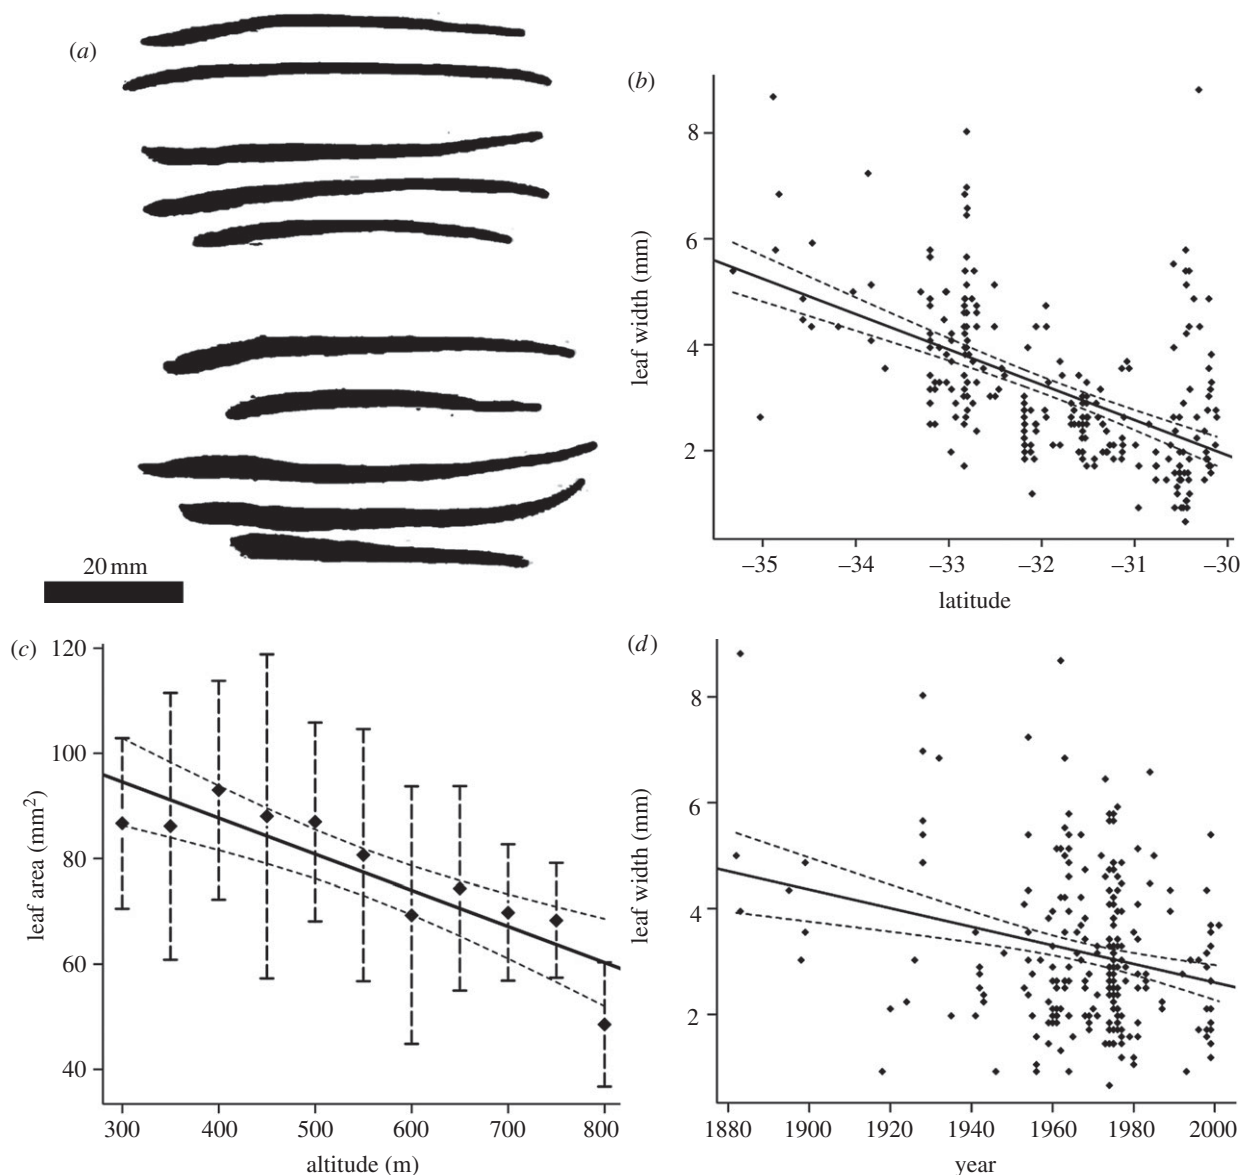 (a)
20 mm
(b)
8
6
4
2
leaf width (mm)
–35
–34
–33
–32
–31
–30
latitude
(c)
120
100
80
60
40
leaf area (mm²)
300
400
500
600
700
800
altitude (m)
(d)
8
6
4
2
leaf width (mm)
1880
1900
1920
1940
1960
1980
2000
year